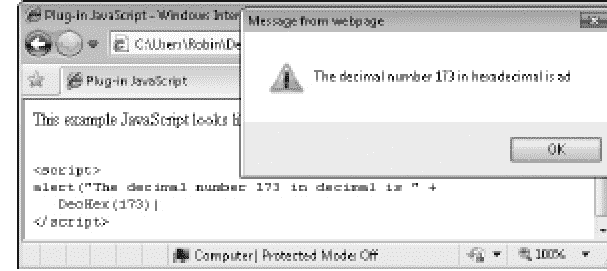 Plug-in JavaScript - Windows Inter
Message from webpage
C:\Users\Robin\De
Plug-in JavaScript
The decimal number 173 in hexadecimal is ad
OK
This example JavaScript looks li
<script>
alert("The decimal number 173 in decimal is " +
DecHex(173))
</script>
Computer | Protected Mode: Off
100%